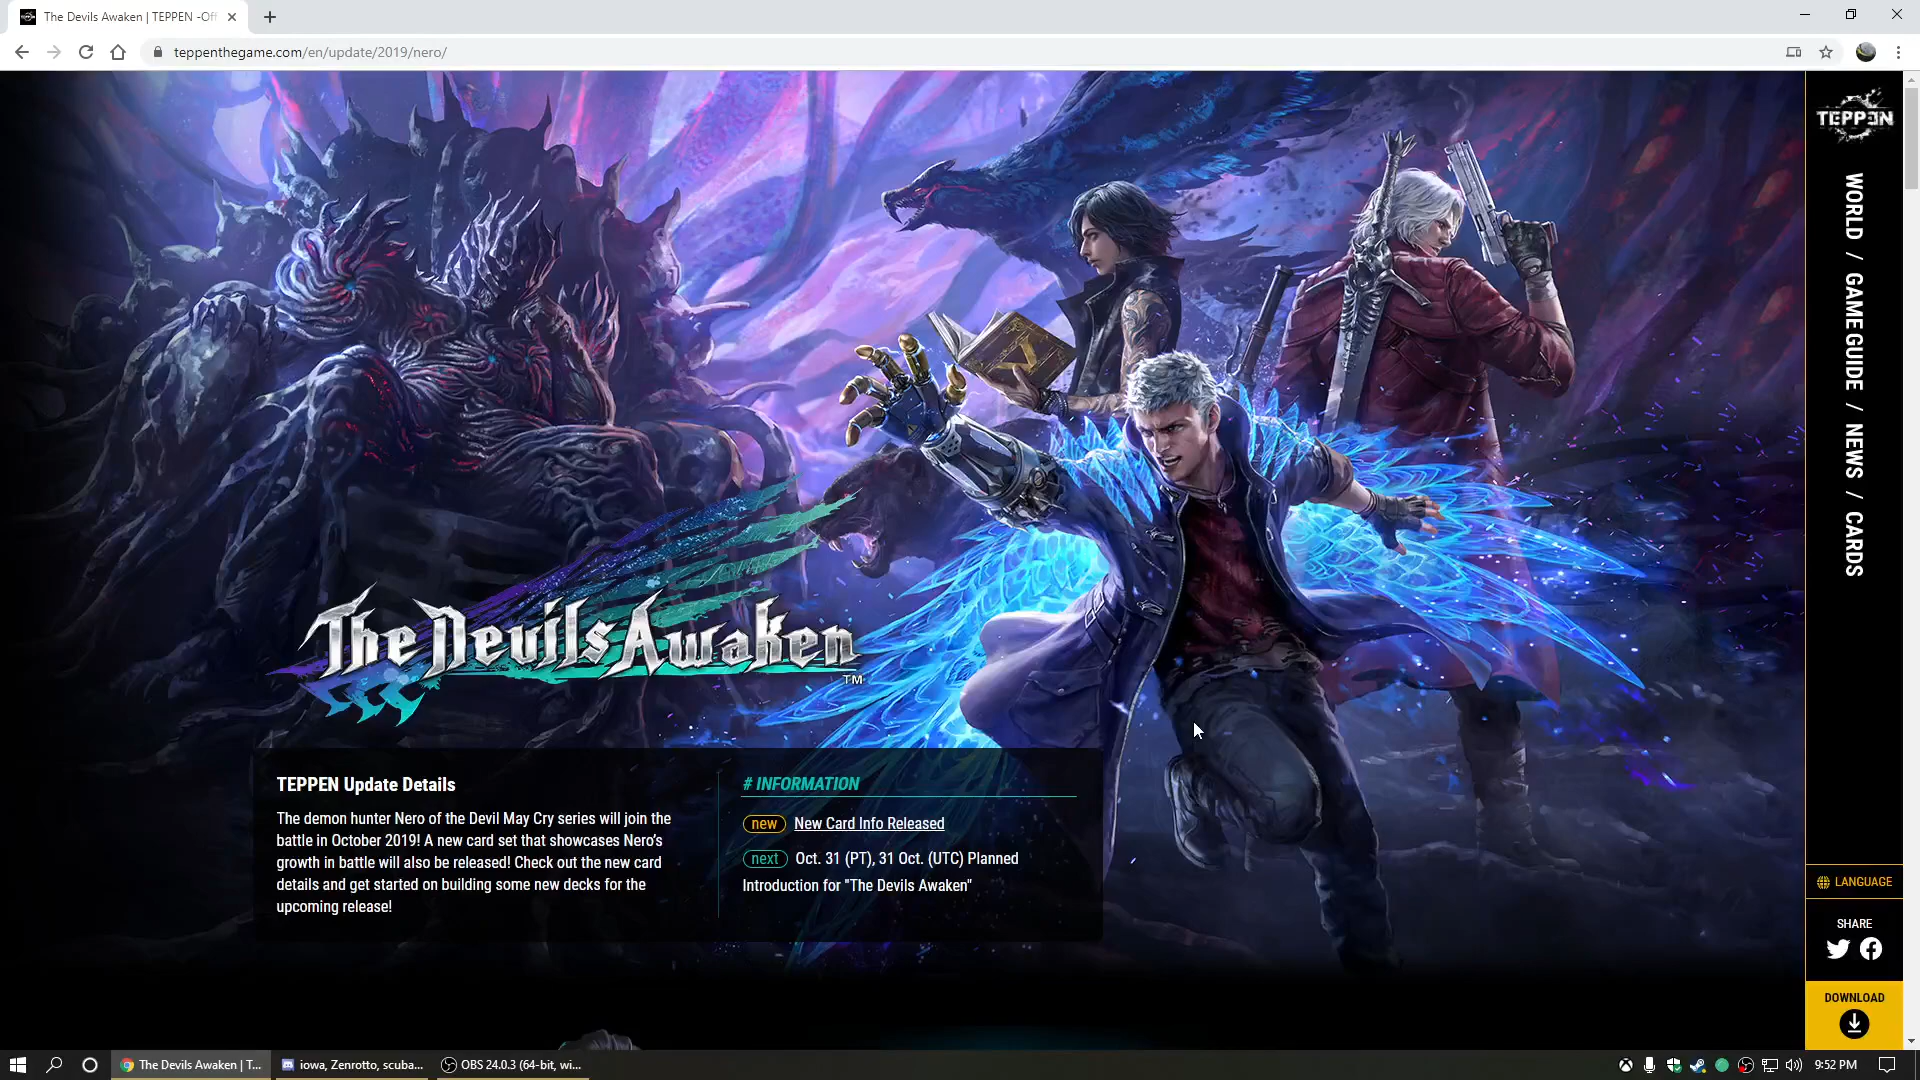 The Devils Awaken | TEPPEN -Off
teppenthegame.com/en/update/2019/nero/
TEPPEN
WORLD / GAME GUIDE / NEWS / CARDS
The Devils Awaken
TM
TEPPEN Update Details
The demon hunter Nero of the Devil May Cry series will join the
battle in October 2019! A new card set that showcases Nero's
growth in battle will also be released! Check out the new card
details and get started on building some new decks for the
upcoming release!
# INFORMATION
new New Card Info Released
next Oct. 31 (PT), 31 Oct. (UTC) Planned
Introduction for "The Devils Awaken"
LANGUAGE
SHARE
DOWNLOAD
The Devils Awaken | T...
iowa, Zenrotto, scuba...
OBS 24.0.3 (64-bit, wi...
9:52 PM